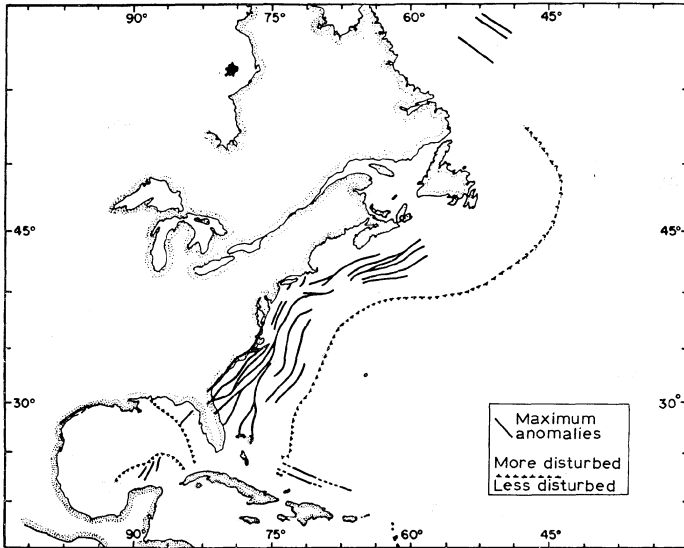 90° 75° 60° 45°
45° 45°
30° 30°
Maximum
anomalies
More disturbed
Less disturbed
90° 75° 60° 45°